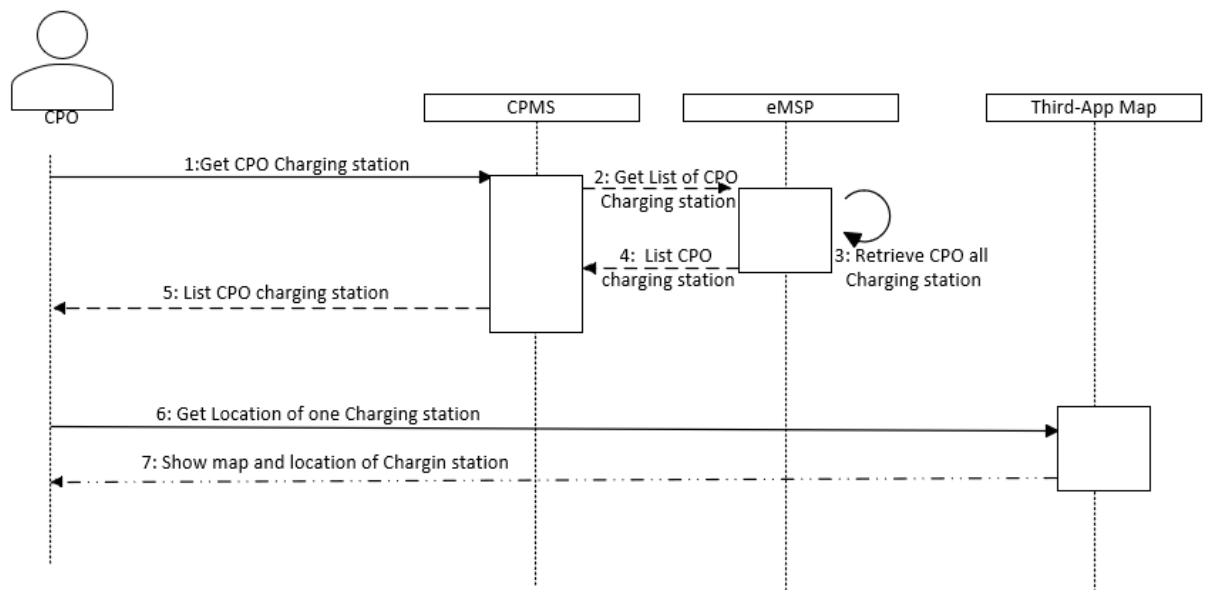 CPO
CPMS
eMSP
Third-App Map
1:Get CPO Charging station
2: Get List of CPO
Charging station
3: Retrieve CPO all
Charging station
4: List CPO
charging station
5: List CPO charging station
6: Get Location of one Charging station
7: Show map and location of Chargin station